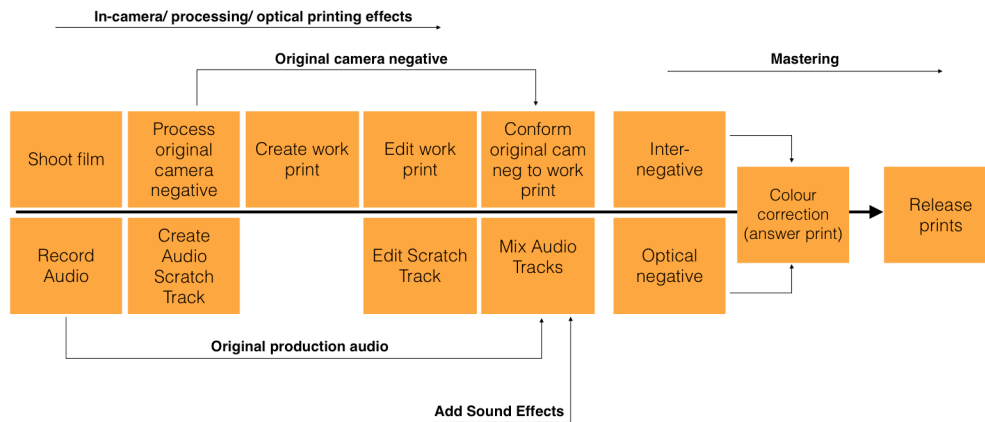 In-camera/ processing/ optical printing effects
Original camera negative
Mastering
Shoot film
Process
original
camera
negative
Create work
print
Edit work
print
Conform
original cam
neg to work
print
Inter-
negative
Colour
correction
(answer print)
Release
prints
Record
Audio
Create
Audio
Scratch
Track
Edit Scratch
Track
Mix Audio
Tracks
Optical
negative
Original production audio
Add Sound Effects